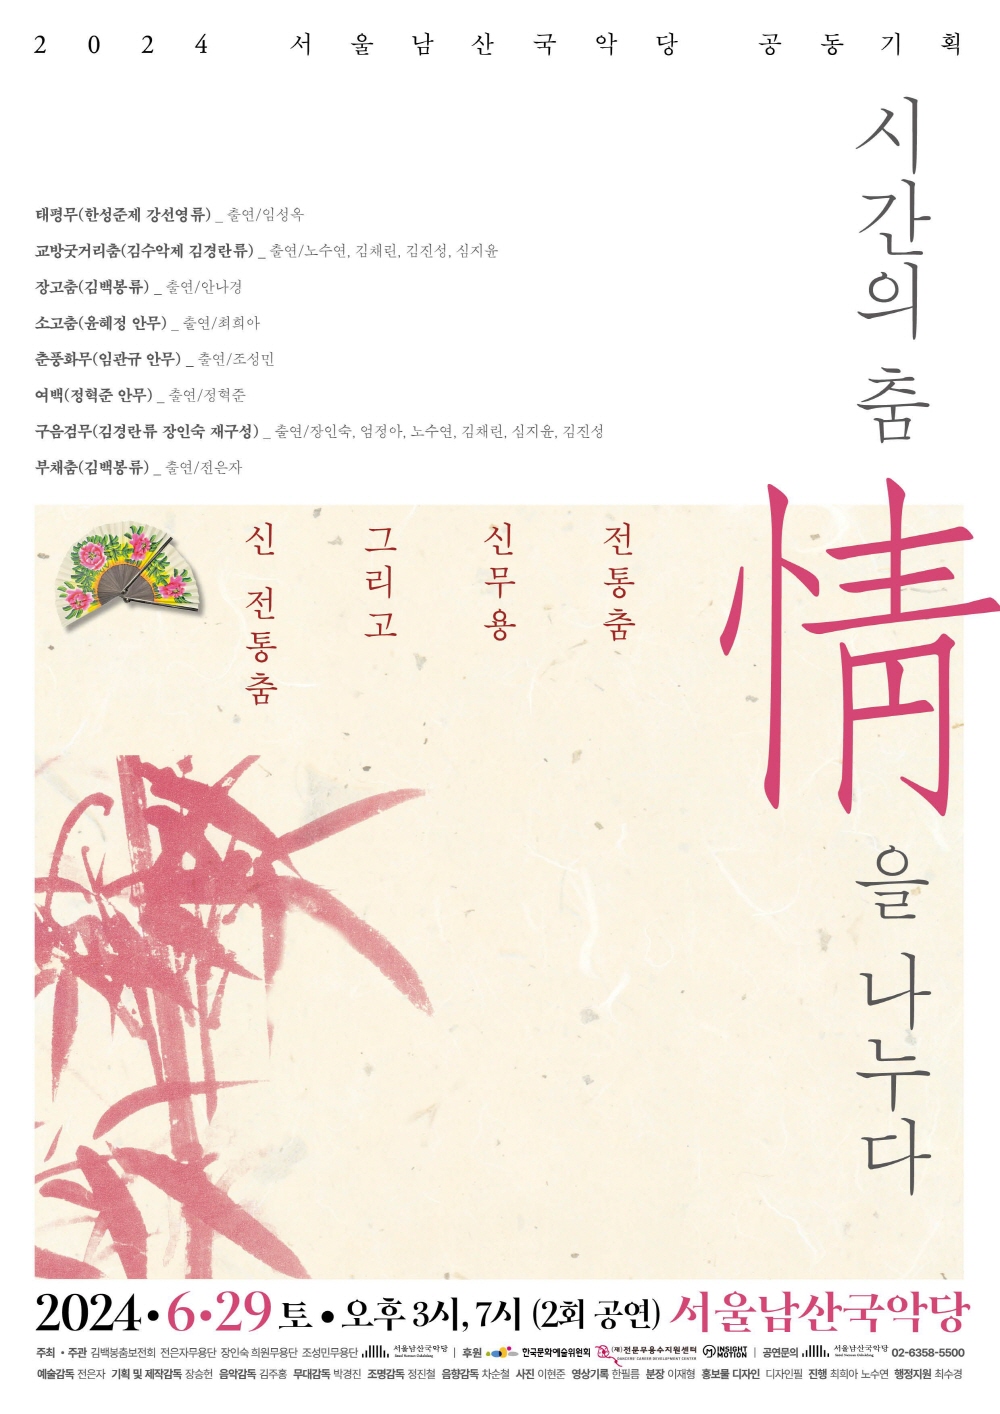 2024 서울남산국악당 공동기획
시간의 춤
情
을 나누다
태평무(한성준제 강선영류) _ 출연/임성옥
교방굿거리춤(김수악제 김경란류) _ 출연/노수연, 김채린, 김진성, 심지윤
장고춤(김백봉류) _ 출연/안나경
소고춤(윤혜정 안무) _ 출연/최희아
춘풍화무(임관규 안무) _ 출연/조성민
여백(정혁준 안무) _ 출연/정혁준
구음검무(김경란류 장인숙 재구성) _ 출연/장인숙, 엄정아, 노수연, 김채린, 심지윤, 김진성
부채춤(김백봉류) _ 출연/전은자
전통춤
신무용
그리고
신 전통춤
2024 • 6 • 29 토 • 오후 3시, 7시 (2회 공연) 서울남산국악당
주최 • 주관 김백봉춤보전회 전은자무용단 장인숙 희원무용단 조성민무용단 서울남산국악당 | 후원 한국문화예술위원회 (재)전문무용수지원센터 INSIGHT MOTION | 공연문의 서울남산국악당 02-6358-5500
예술감독 전은자 기획 및 제작감독 장승헌 음악감독 김주홍 무대감독 박경진 조명감독 정진철 음향감독 차순철 사진 이현준 영상기록 한필름 분장 이재형 홍보물 디자인 디자인필 진행 최희아 노수연 행정지원 최수경